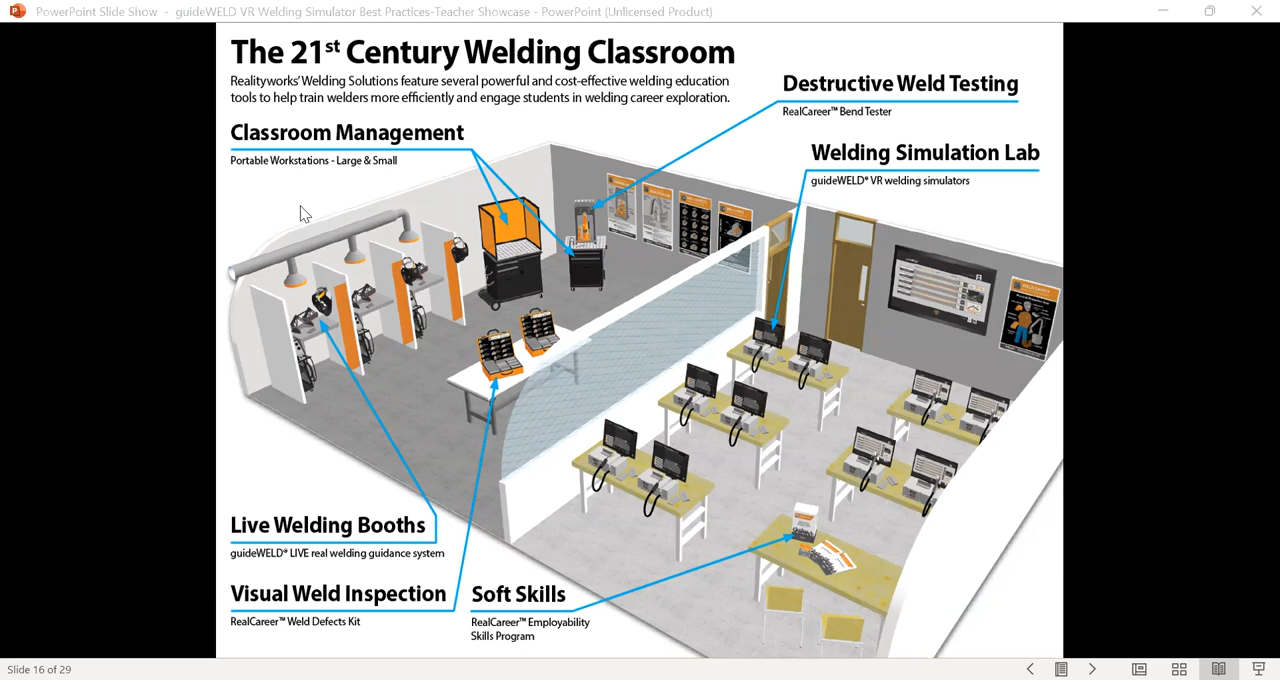 PowerPoint Slide Show - guideWELD VR Welding Simulator Best Practices-Teacher Showcase - PowerPoint (Unlicensed Product)
The 21st Century Welding Classroom
Realityworks' Welding Solutions feature several powerful and cost-effective welding education
tools to help train welders more efficiently and engage students in welding career exploration.
Destructive Weld Testing
RealCareer™ Bend Tester
Classroom Management
Portable Workstations - Large & Small
Welding Simulation Lab
guideWELD® VR welding simulators
Live Welding Booths
guideWELD® LIVE real welding guidance system
Visual Weld Inspection
RealCareer™ Weld Defects Kit
Soft Skills
RealCareer™ Employability
Skills Program
Slide 16 of 29